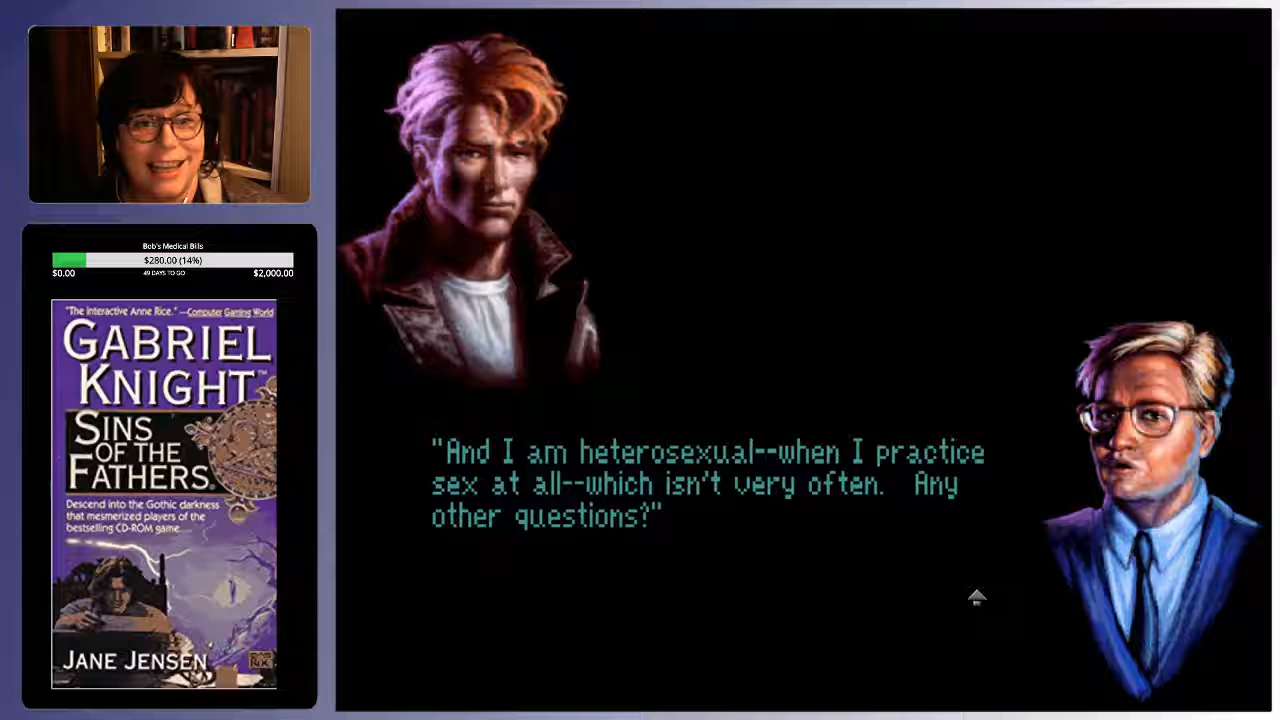 Bob's Medical Bills
$280.00 (14%)
$0.00
49 DAYS TO GO
$2,000.00
"The Interactive Anne Rice." —Computer Gaming World
GABRIEL
KNIGHT™
SINS
OF THE
FATHERS®
Descend into the Gothic darkness
that mesmerized players of the
bestselling CD-ROM game....
JANE JENSEN
"And I am heterosexual--when I practice
sex at all--which isn't very often.  Any
other questions?"